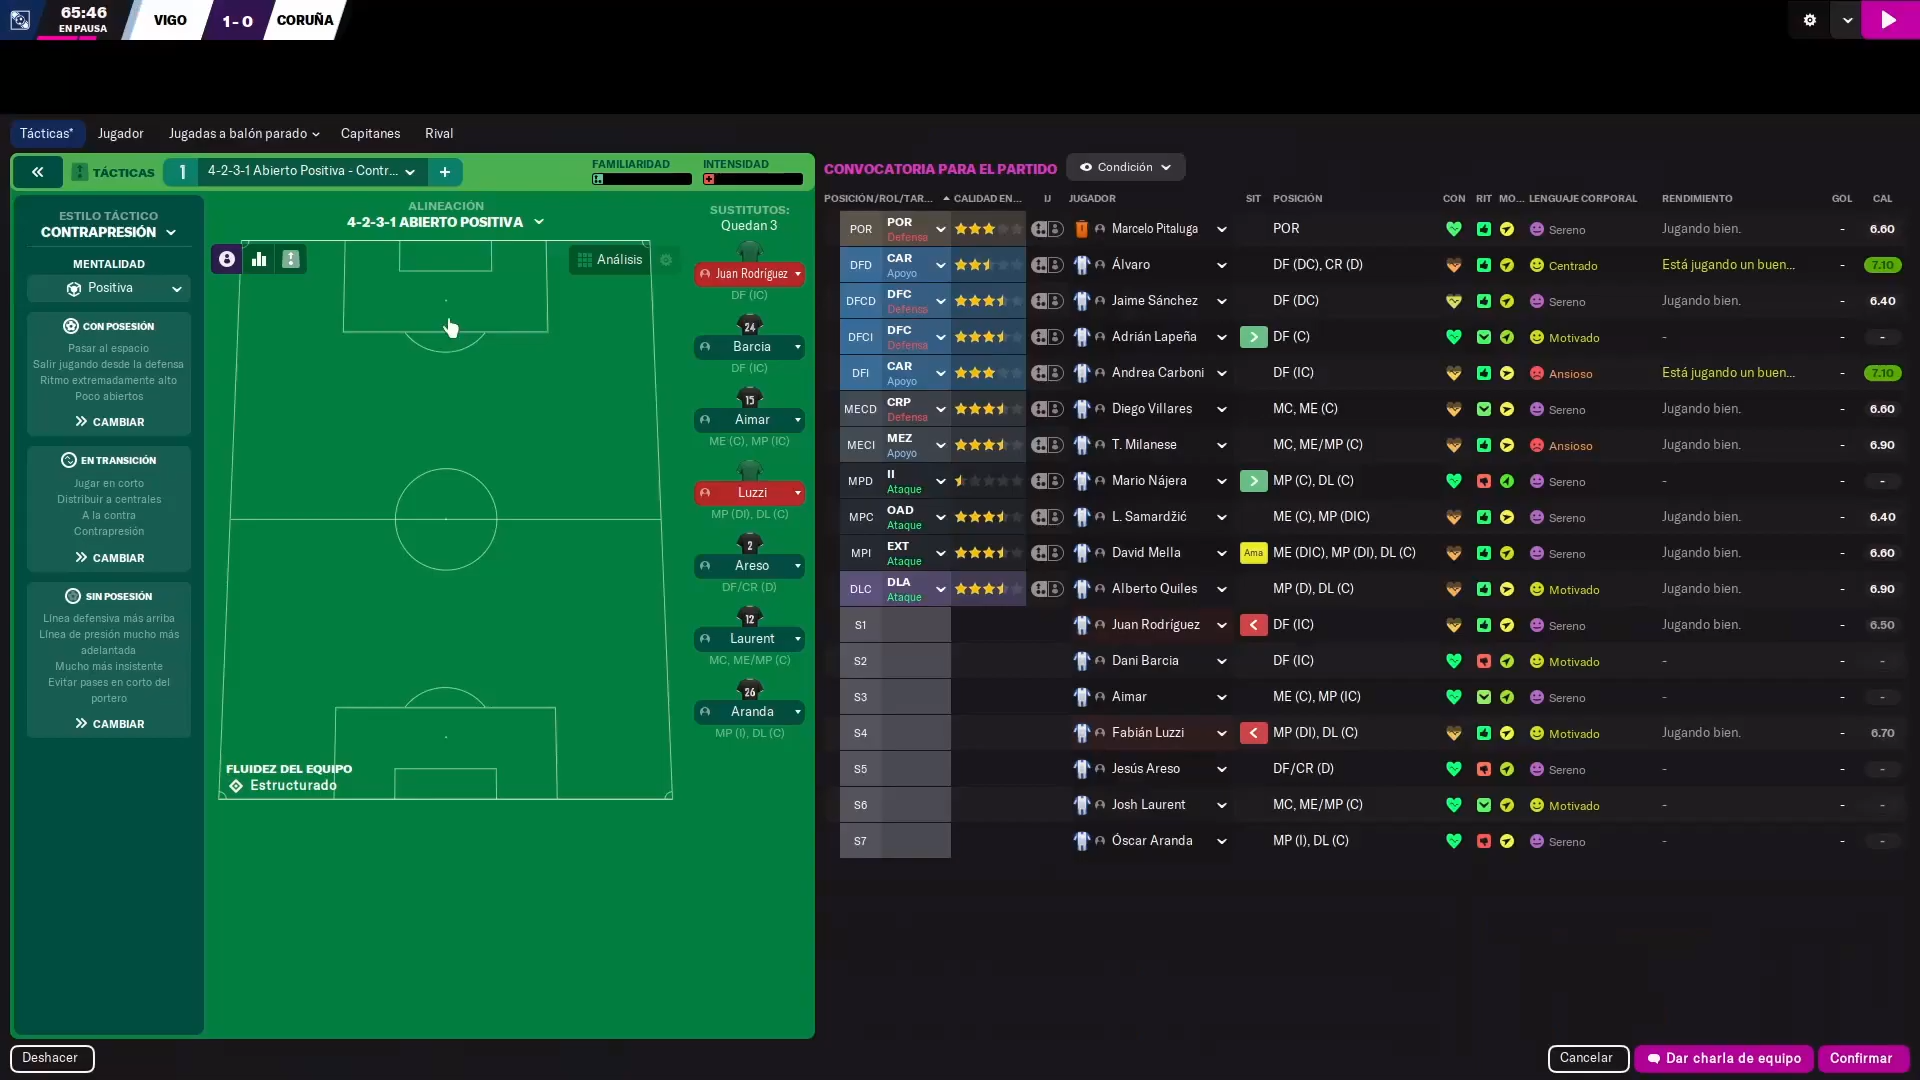 65:46
EN PAUSA
VIGO
1 - 0
CORUÑA
Tácticas*
Jugador
Jugadas a balón parado
Capitanes
Rival
TÁCTICAS
1
4-2-3-1 Abierto Positiva - Contr...
+
FAMILIARIDAD
INTENSIDAD
ESTILO TÁCTICO
CONTRAPRESIÓN
MENTALIDAD
Positiva
CON POSESIÓN
Pasar al espacio
Salir jugando desde la defensa
Ritmo extremadamente alto
Poco abiertos
CAMBIAR
EN TRANSICIÓN
Jugar en corto
Distribuir a centrales
A la contra
Contrapresión
CAMBIAR
SIN POSESIÓN
Línea defensiva más arriba
Línea de presión mucho más
adelantada
Mucho más insistente
Evitar pases en corto del
portero
CAMBIAR
ALINEACIÓN
4-2-3-1 ABIERTO POSITIVA
Análisis
FLUIDEZ DEL EQUIPO
Estructurado
SUSTITUTOS:
Quedan 3
Juan Rodríguez
DF (IC)
24
Barcia
DF (IC)
15
Aimar
ME (C), MP (IC)
Luzzi
MP (DI), DL (C)
2
Areso
DF/CR (D)
12
Laurent
MC, ME/MP (C)
26
Aranda
MP (I), DL (C)
CONVOCATORIA PARA EL PARTIDO
Condición
POSICIÓN/ROL/TAR... CALIDAD EN... IJ JUGADOR SIT POSICIÓN CON RIT MO... LENGUAJE CORPORAL RENDIMIENTO GOL CAL
POR POR Defensa Marcelo Pitaluga POR Sereno Jugando bien. - 6.60
DFD CAR Apoyo Álvaro DF (DC), CR (D) Centrado Está jugando un buen... - 7.10
DFCD DFC Defensa Jaime Sánchez DF (DC) Sereno Jugando bien. - 6.40
DFCI DFC Defensa Adrián Lapeña DF (C) Motivado - - -
DFI CAR Apoyo Andrea Carboni DF (IC) Ansioso Está jugando un buen... - 7.10
MECD CRP Defensa Diego Villares MC, ME (C) Sereno Jugando bien. - 6.60
MECI MEZ Apoyo T. Milanese MC, ME/MP (C) Ansioso Jugando bien. - 6.90
MPD II Ataque Mario Nájera MP (C), DL (C) Sereno - - -
MPC OAD Ataque L. Samardžić ME (C), MP (DIC) Sereno Jugando bien. - 6.40
MPI EXT Ataque David Mella Ama ME (DIC), MP (DI), DL (C) Sereno Jugando bien. - 6.60
DLC DLA Ataque Alberto Quiles MP (D), DL (C) Motivado Jugando bien. - 6.90
S1 Juan Rodríguez DF (IC) Sereno Jugando bien. - 6.50
S2 Dani Barcia DF (IC) Motivado - - -
S3 Aimar ME (C), MP (IC) Sereno - - -
S4 Fabián Luzzi MP (DI), DL (C) Motivado Jugando bien. - 6.70
S5 Jesús Areso DF/CR (D) Sereno - - -
S6 Josh Laurent MC, ME/MP (C) Motivado - - -
S7 Óscar Aranda MP (I), DL (C) Sereno - - -
Deshacer
Cancelar
Dar charla de equipo
Confirmar